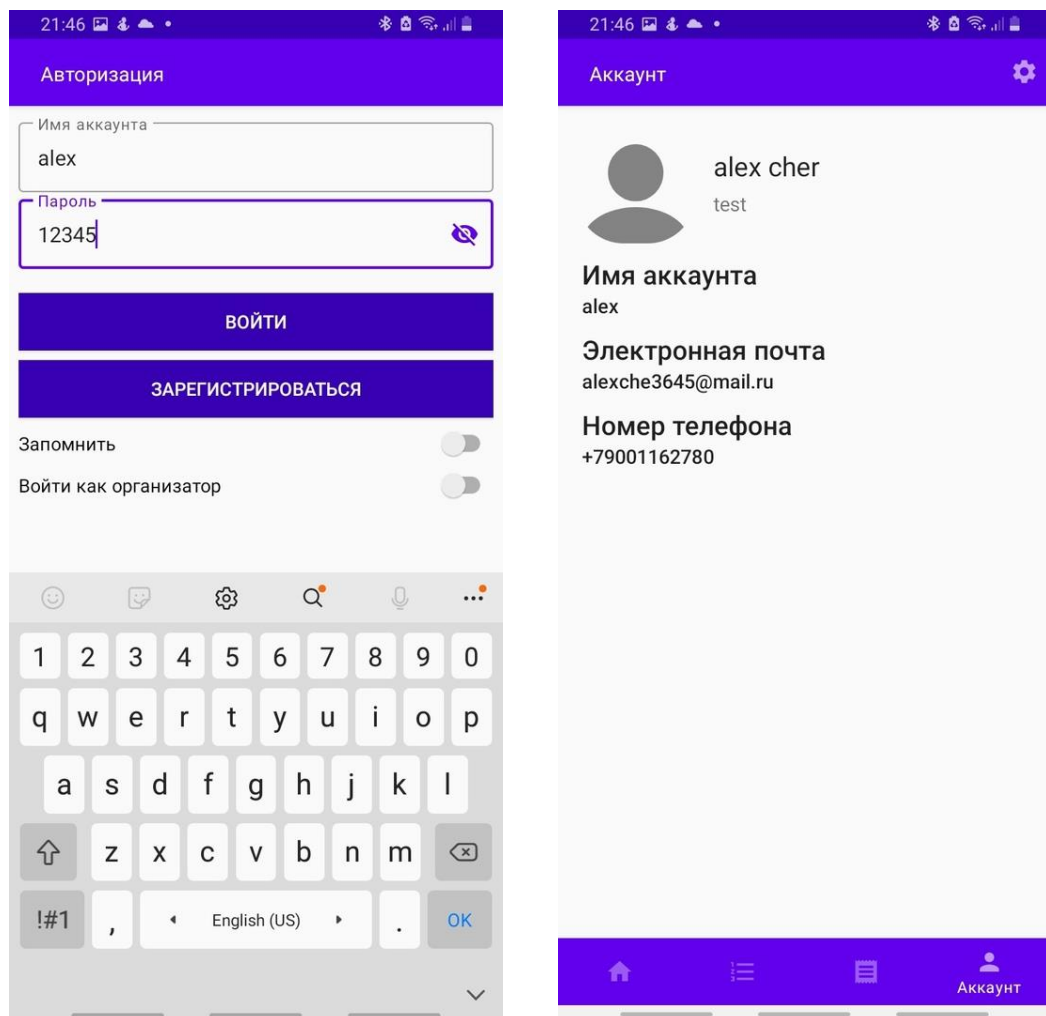 21:46
Авторизация
Имя аккаунта
alex
Пароль
12345
ВОЙТИ
ЗАРЕГИСТРИРОВАТЬСЯ
Запомнить
Войти как организатор
1 2 3 4 5 6 7 8 9 0
q w e r t y u i o p
a s d f g h j k l
z x c v b n m
!#1 , English (US) . OK
21:46
Аккаунт
alex cher
test
Имя аккаунта
alex
Электронная почта
alexche3645@mail.ru
Номер телефона
+79001162780
Аккаунт